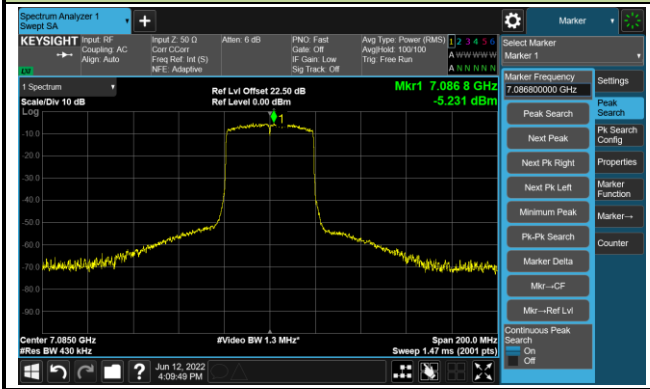 Spectrum Analyzer 1
Swept SA
+
Marker
KEYSIGHT
Input: RF
Coupling: AC
Align: Auto
Input Z: 50 Ω
Corr CCorr
Freq Ref: Int (S)
NFE: Adaptive
Atten: 6 dB
PNO: Fast
Gate: Off
IF Gain: Low
Sig Track: Off
Avg Type: Power (RMS)
Avg|Hold: 100/100
Trig: Free Run
1 2 3 4 5 6
A W W W W W
A N N N N N
LXI
Select Marker
Marker 1
1 Spectrum
Scale/Div 10 dB
Ref Lvl Offset 22.50 dB
Ref Level 0.00 dBm
Mkr1 7.086 8 GHz
-5.231 dBm
Log
1
-10.0
-20.0
-30.0
-40.0
-50.0
-60.0
-70.0
-80.0
-90.0
Center 7.0850 GHz
#Res BW 430 kHz
#Video BW 1.3 MHz*
Span 200.0 MHz
Sweep 1.47 ms (2001 pts)
Marker Frequency
7.086800000 GHz
Peak Search
Next Peak
Next Pk Right
Next Pk Left
Minimum Peak
Pk-Pk Search
Marker Delta
Mkr→CF
Mkr→Ref Lvl
Continuous Peak
Search
On
Off
Settings
Peak
Search
Pk Search
Config
Properties
Marker
Function
Marker→
Counter
?
Jun 12, 2022
4:09:49 PM